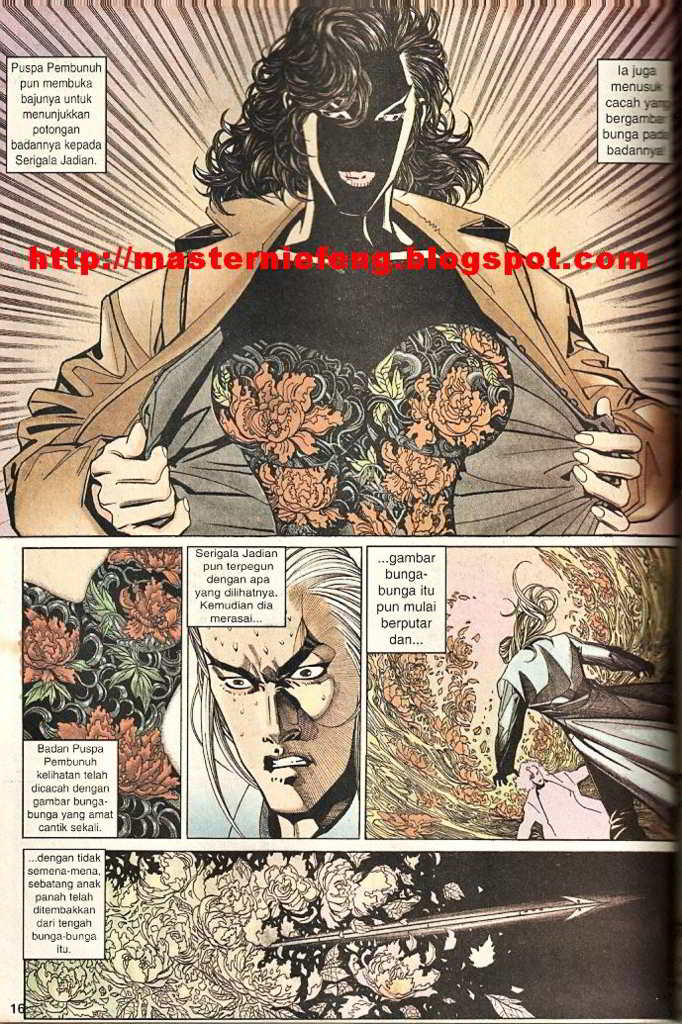 Puspa Pembunuh
pun membuka
bajunya untuk
menunjukkan
potongan
badannya kepada
Serigala Jadian.
Ia juga
menusuk
cacah yang
bergambar
bunga pada
badannya!
http://masterniofeng.blogspot.com
Serigala Jadian
pun terpegun
dengan apa
yang dilihatnya.
Kemudian dia
merasai...
...gambar
bunga-
bunga itu
pun mulai
berputar
dan...
Badan Puspa
Pembunuh
kelihatan telah
dicacah dengan
gambar bunga-
bunga yang amat
cantik sekali.
...dengan tidak
semena-mena,
sebatang anak
panah telah
ditembakkan
dari tengah
bunga-bunga
itu.
16